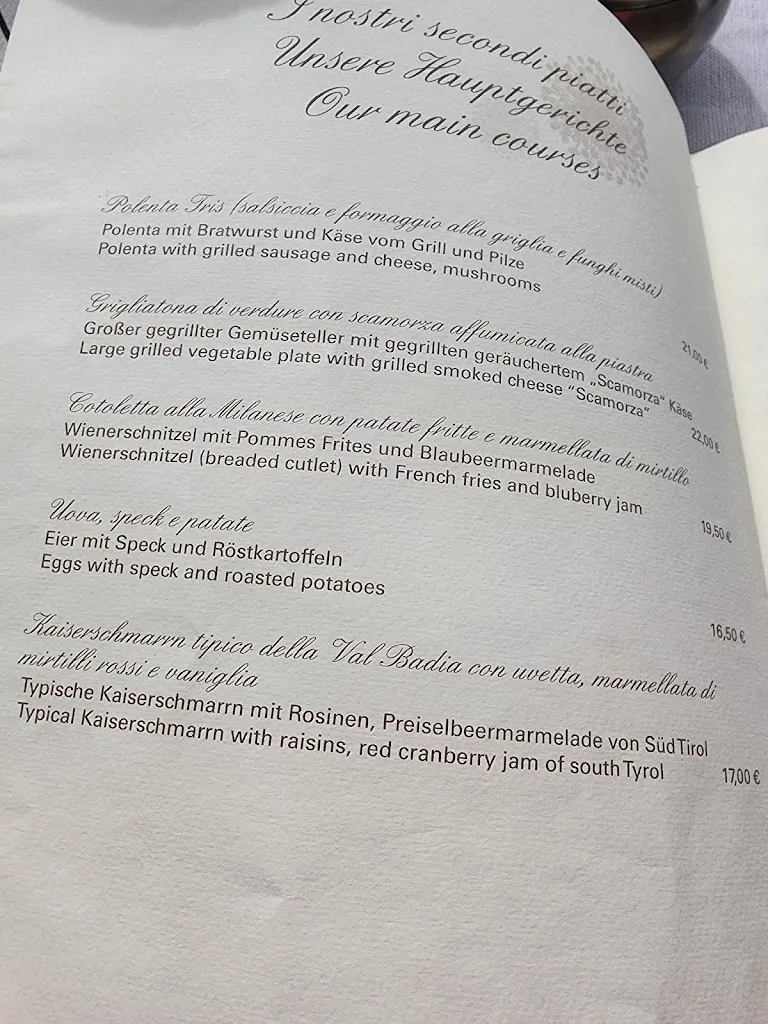 I nostri secondi piatti
Unsere Hauptgerichte
Our main courses
Polenta Tris (salsiccia e formaggio alla griglia e funghi misti)
Polenta mit Bratwurst und Käse vom Grill und Pilze
Polenta with grilled sausage and cheese, mushrooms
21,00 €
Grigliatona di verdure con scamorza affumicata alla piastra
Großer gegrillter Gemüseteller mit gegrillten geräuchertem „Scamorza“ Käse
Large grilled vegetable plate with grilled smoked cheese “Scamorza”
22,00 €
Cotoletta alla Milanese con patate fritte e marmellata di mirtillo
Wienerschnitzel mit Pommes Frites und Blaubeermarmelade
Wienerschnitzel (breaded cutlet) with French fries and bluberry jam
19,50 €
Uova, speck e patate
Eier mit Speck und Röstkartoffeln
Eggs with speck and roasted potatoes
16,50 €
Kaiserschmarrn tipico della Val Badia con uvetta, marmellata di
mirtilli rossi e vaniglia
Typische Kaiserschmarrn mit Rosinen, Preiselbeermarmelade von SüdTirol
Typical Kaiserschmarrn with raisins, red cranberry jam of south Tyrol
17,00 €